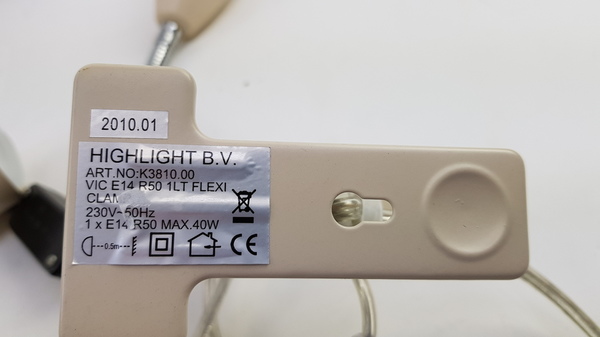 2010.01
HIGHLIGHT B.V.
ART.NO:K3810.00
VIC E14 R50 1LT FLEXI
CLAM
230V~50Hz
1 x E14 R50 MAX.40W
0.5m
CE